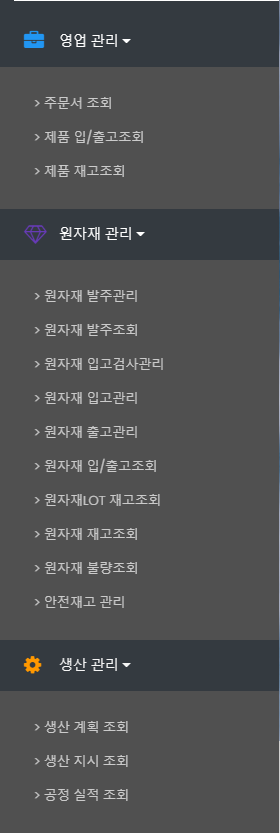 영업 관리
> 주문서 조회
> 제품 입/출고조회
> 제품 재고조회
원자재 관리
> 원자재 발주관리
> 원자재 발주조회
> 원자재 입고검사관리
> 원자재 입고관리
> 원자재 출고관리
> 원자재 입/출고조회
> 원자재LOT 재고조회
> 원자재 재고조회
> 원자재 불량조회
> 안전재고 관리
생산 관리
> 생산 계획 조회
> 생산 지시 조회
> 공정 실적 조회